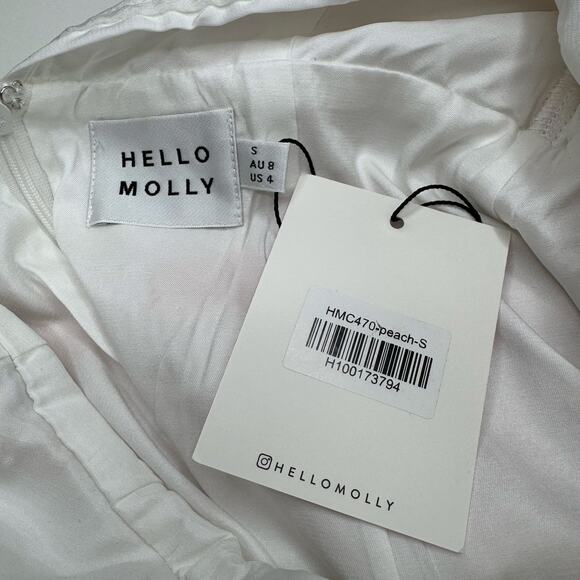 HELLO
MOLLY
S
AU 8
US 4
HMC470-peach-S
H100173794
HELLOMOLLY